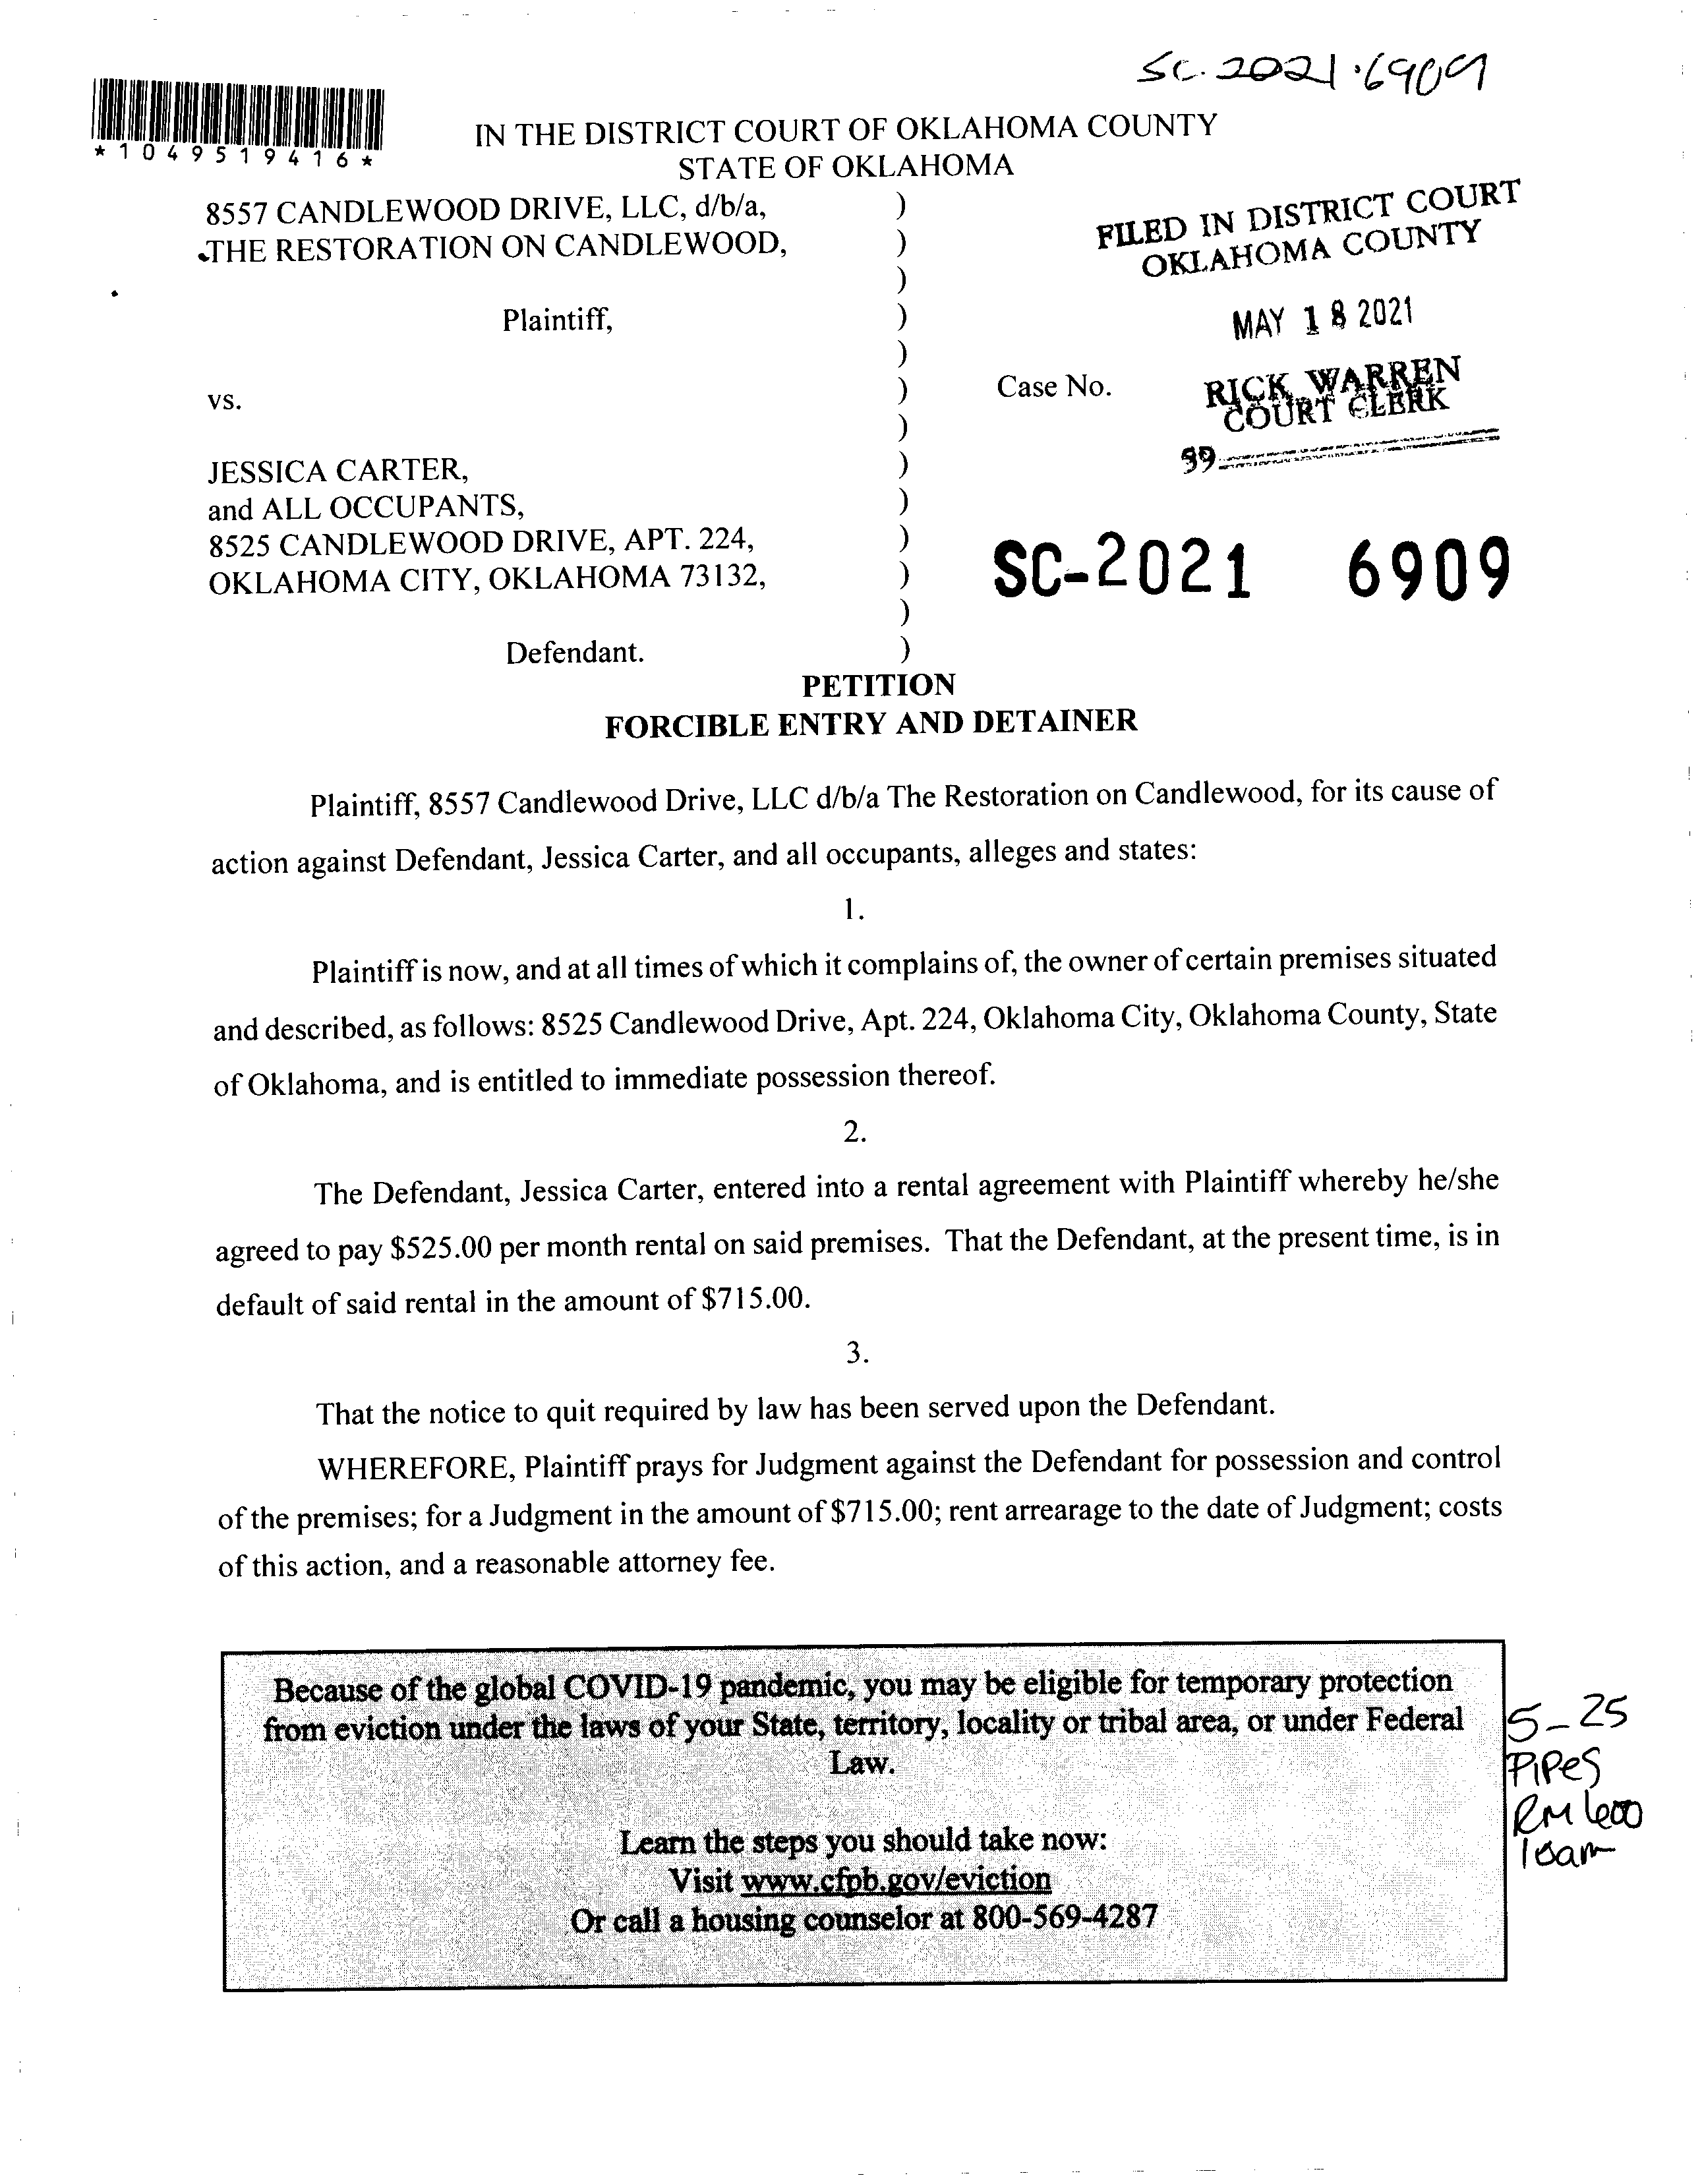 SC-2021-6909
*1049519416*
IN THE DISTRICT COURT OF OKLAHOMA COUNTY
STATE OF OKLAHOMA
8557 CANDLEWOOD DRIVE, LLC, d/b/a,
THE RESTORATION ON CANDLEWOOD,
Plaintiff,
vs.
JESSICA CARTER,
and ALL OCCUPANTS,
8525 CANDLEWOOD DRIVE, APT. 224,
OKLAHOMA CITY, OKLAHOMA 73132,
Defendant.
)
)
)
)
)
)
)
)
)
)
)
)
)
FILED IN DISTRICT COURT
OKLAHOMA COUNTY
MAY 18 2021
RICK WARREN
COURT CLERK
39
Case No.
SC-2021 6909
PETITION
FORCIBLE ENTRY AND DETAINER
Plaintiff, 8557 Candlewood Drive, LLC d/b/a The Restoration on Candlewood, for its cause of
action against Defendant, Jessica Carter, and all occupants, alleges and states:
1.
Plaintiff is now, and at all times of which it complains of, the owner of certain premises situated
and described, as follows: 8525 Candlewood Drive, Apt. 224, Oklahoma City, Oklahoma County, State
of Oklahoma, and is entitled to immediate possession thereof.
2.
The Defendant, Jessica Carter, entered into a rental agreement with Plaintiff whereby he/she
agreed to pay $525.00 per month rental on said premises. That the Defendant, at the present time, is in
default of said rental in the amount of $715.00.
3.
That the notice to quit required by law has been served upon the Defendant.
WHEREFORE, Plaintiff prays for Judgment against the Defendant for possession and control
of the premises; for a Judgment in the amount of $715.00; rent arrearage to the date of Judgment; costs
of this action, and a reasonable attorney fee.
Because of the global COVID-19 pandemic, you may be eligible for temporary protection
from eviction under the laws of your State, territory, locality or tribal area, or under Federal
Law.
Learn the steps you should take now:
Visit www.cfpb.gov/eviction
Or call a housing counselor at 800-569-4287
5-25
Pipes
RM 600
10am